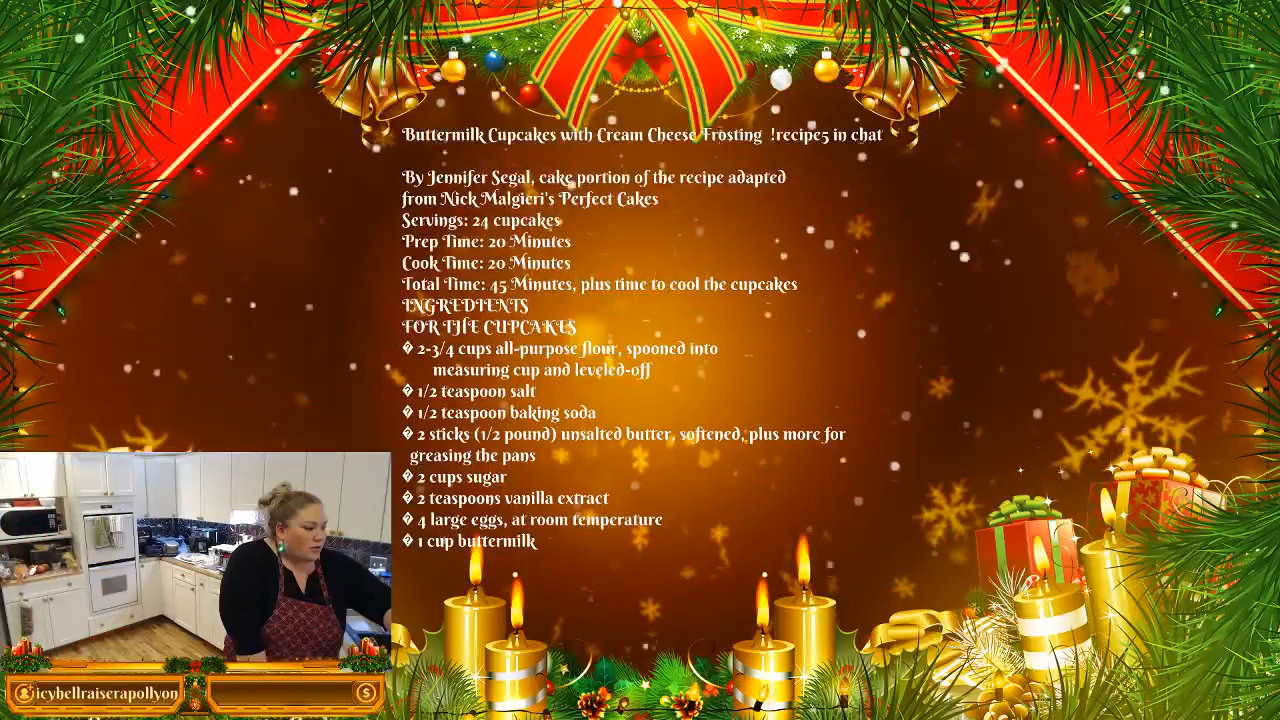 Buttermilk Cupcakes with Cream Cheese Frosting !recipe5 in chat
By Jennifer Segal, cake portion of the recipe adapted
from Nick Malgieri's Perfect Cakes
Servings: 24 cupcakes
Prep Time: 20 Minutes
Cook Time: 20 Minutes
Total Time: 45 Minutes, plus time to cool the cupcakes
INGREDIENTS
FOR THE CUPCAKES
� 2-3/4 cups all-purpose flour, spooned into
measuring cup and leveled-off
� 1/2 teaspoon salt
� 1/2 teaspoon baking soda
� 2 sticks (1/2 pound) unsalted butter, softened, plus more for
greasing the pans
� 2 cups sugar
� 2 teaspoons vanilla extract
� 4 large eggs, at room temperature
� 1 cup buttermilk
icyhellraiserapollyon
$